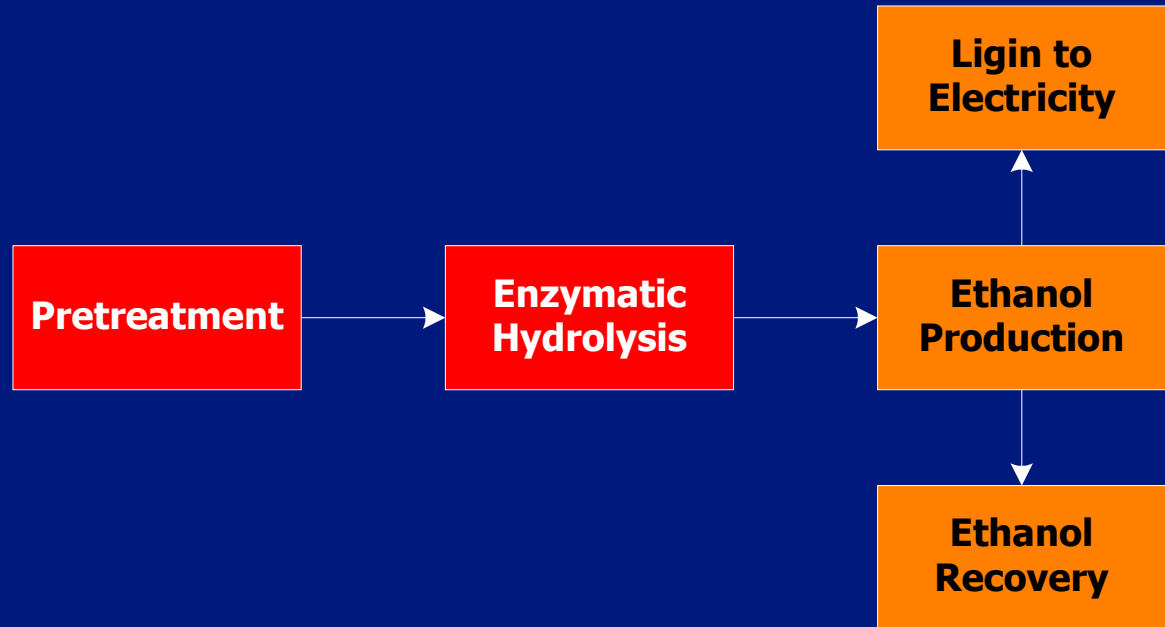 Ligin to
Electricity
Pretreatment
Enzymatic
Hydrolysis
Ethanol
Production
Ethanol
Recovery